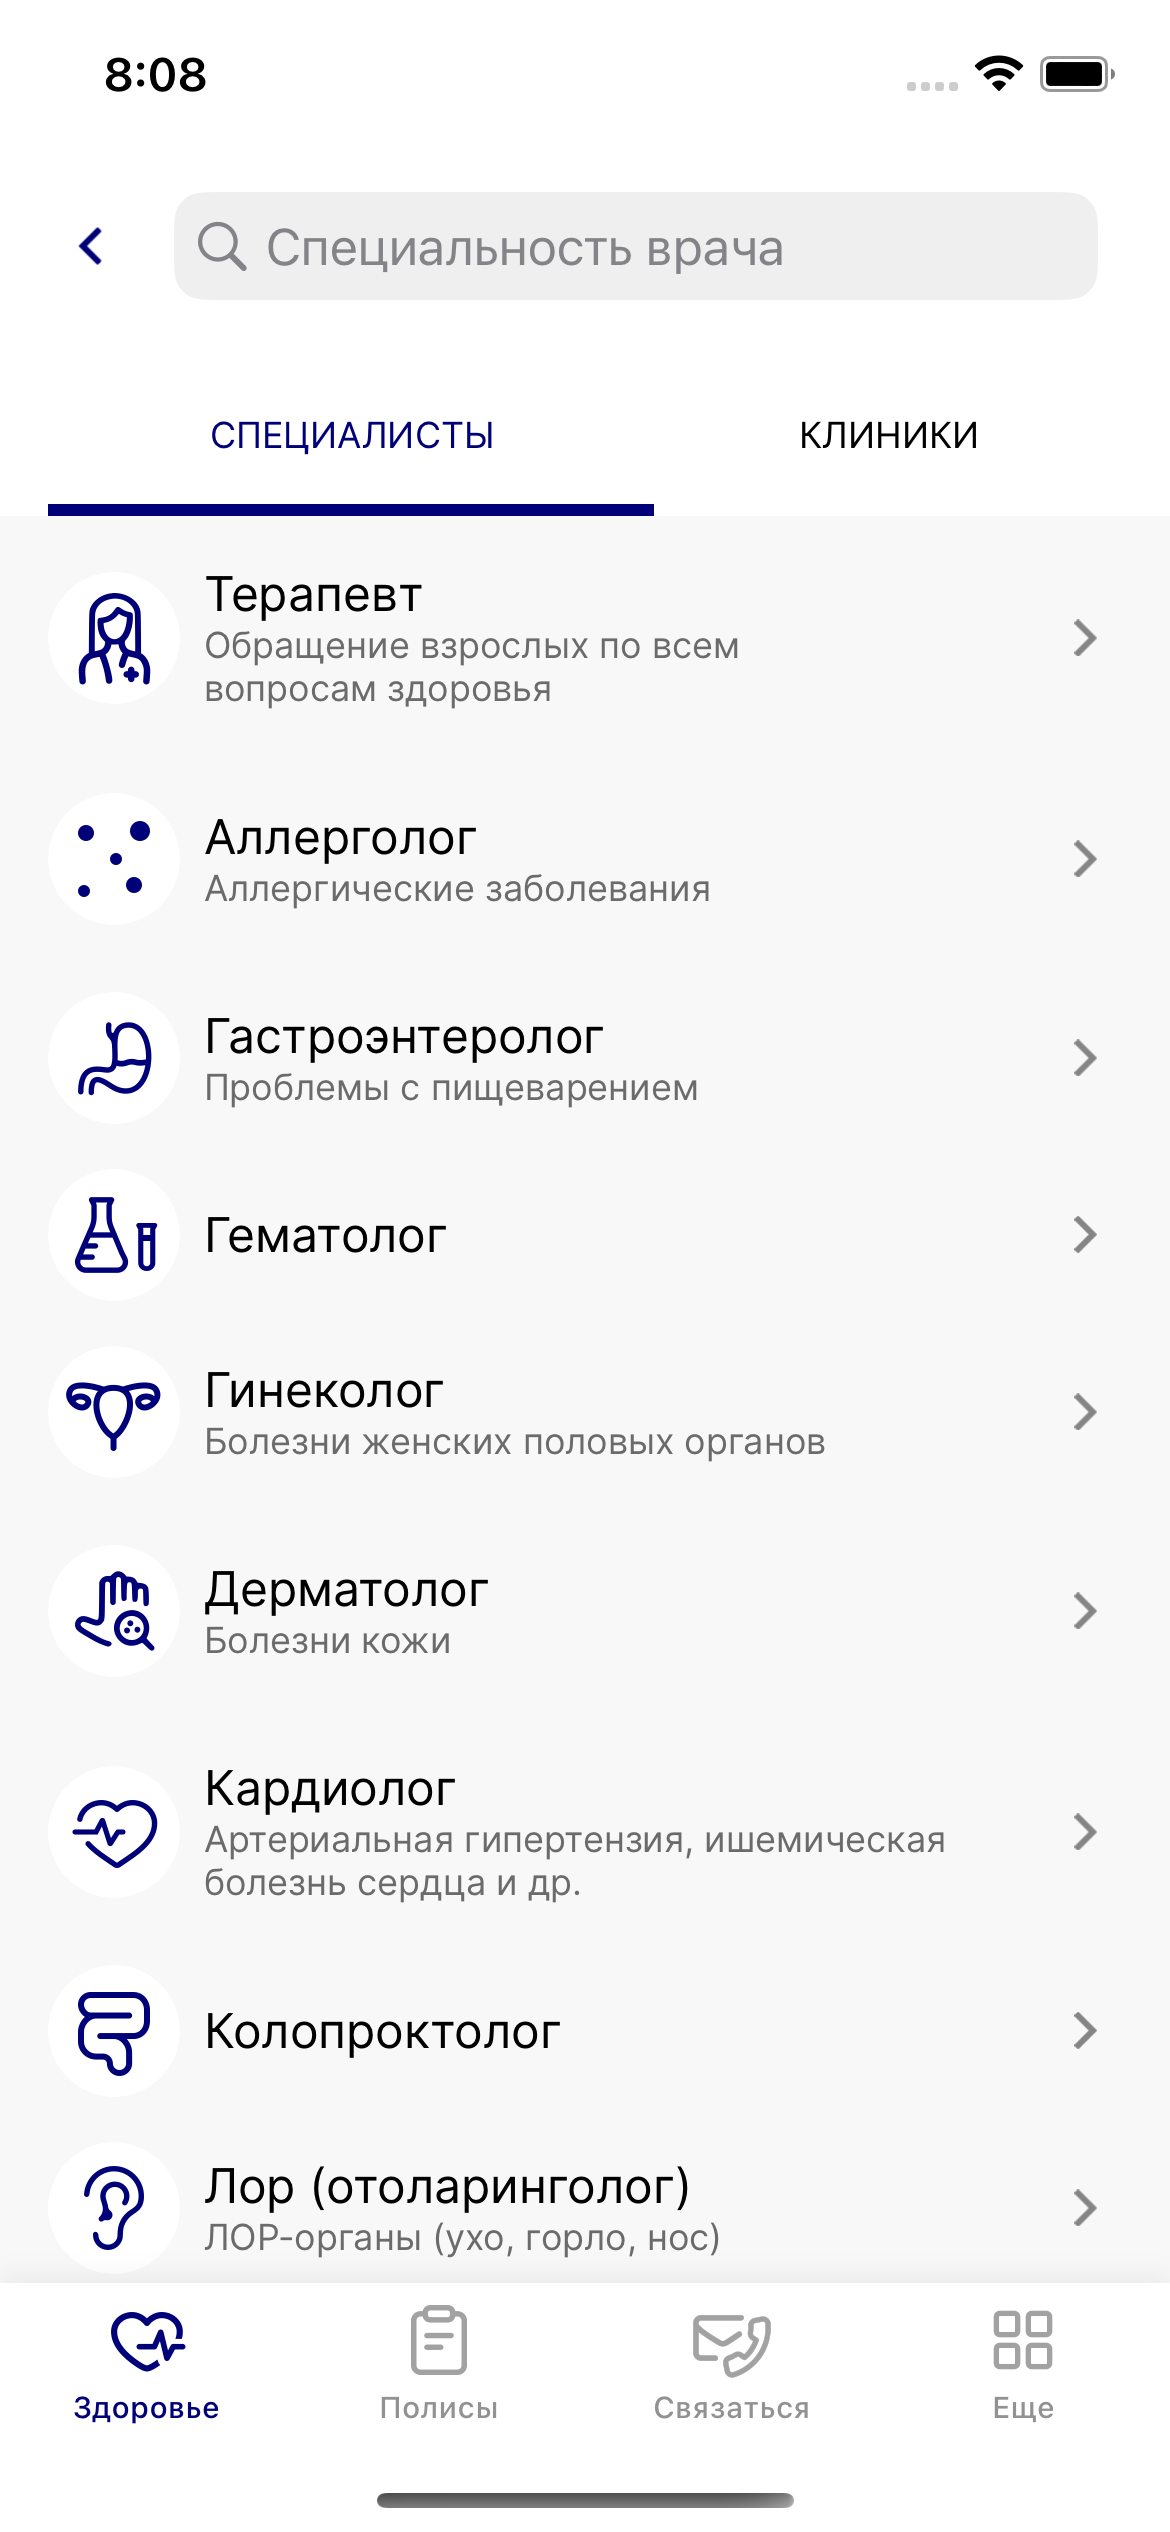 8:08
Специальность врача
СПЕЦИАЛИСТЫ
КЛИНИКИ
Терапевт
Обращение взрослых по всем
вопросам здоровья
Аллерголог
Аллергические заболевания
Гастроэнтеролог
Проблемы с пищеварением
Гематолог
Гинеколог
Болезни женских половых органов
Дерматолог
Болезни кожи
Кардиолог
Артериальная гипертензия, ишемическая
болезнь сердца и др.
Колопроктолог
Лор (отоларинголог)
ЛОР-органы (ухо, горло, нос)
Здоровье
Полисы
Связаться
Еще